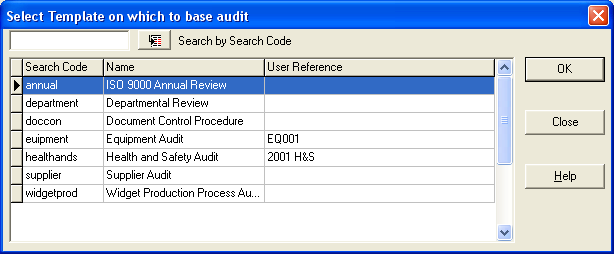 Select Template on which to base audit
Search by Search Code
Search Code Name User Reference
annual ISO 9000 Annual Review
department Departmental Review
doccon Document Control Procedure
euipment Equipment Audit EQ001
healthands Health and Safety Audit 2001 H&S
supplier Supplier Audit
widgetprod Widget Production Process Au...
OK
Close
Help